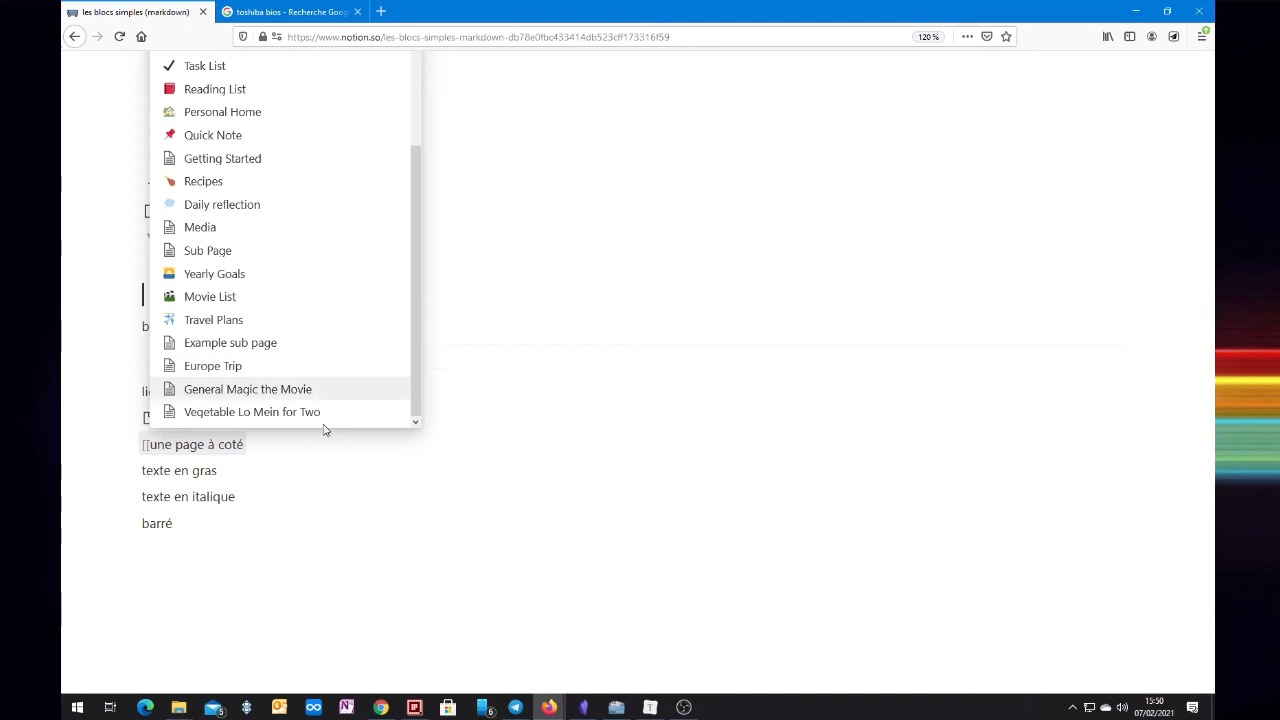 les blocs simples (markdown)
toshiba bios - Recherche Goog
https://www.notion.so/les-blocs-simples-markdown-db78e0fbc433414db523cff173316f59
120 %
Task List
Reading List
Personal Home
Quick Note
Getting Started
Recipes
Daily reflection
Media
Sub Page
Yearly Goals
Movie List
Travel Plans
Example sub page
Europe Trip
General Magic the Movie
Vegetable Lo Mein for Two
[[une page à coté
texte en gras
texte en italique
barré
5
6
15:50
07/02/2021